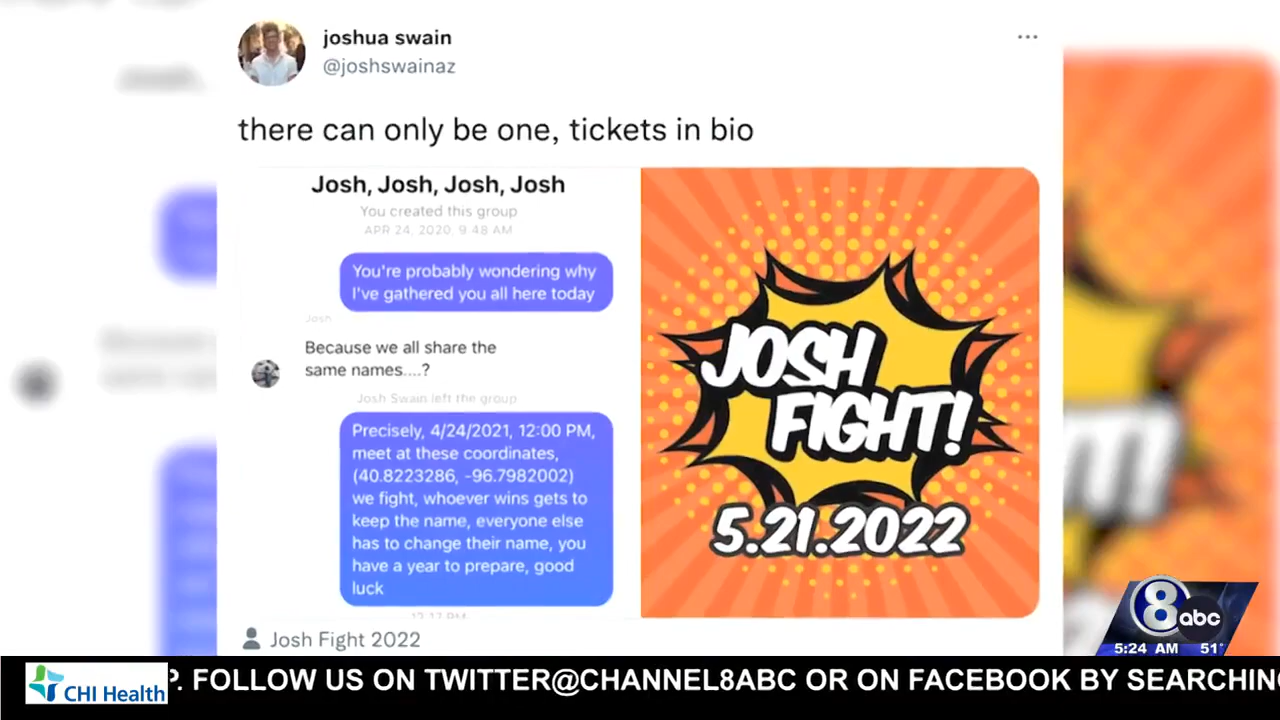 joshua swain
@joshswainaz
there can only be one, tickets in bio
Josh, Josh, Josh, Josh
You created this group
APR 24, 2020, 9:48 AM
You're probably wondering why
I've gathered you all here today
Josh
Because we all share the
same names....?
Josh Swain left the group
Precisely, 4/24/2021, 12:00 PM,
meet at these coordinates,
(40.8223286, -96.7982002)
we fight, whoever wins gets to
keep the name, everyone else
has to change their name, you
have a year to prepare, good
luck
12:17 PM
JOSH
FIGHT!
5.21.2022
Josh Fight 2022
8 abc
5:24 AM 51°
CHI Health
P. FOLLOW US ON TWITTER@CHANNEL8ABC OR ON FACEBOOK BY SEARCHING